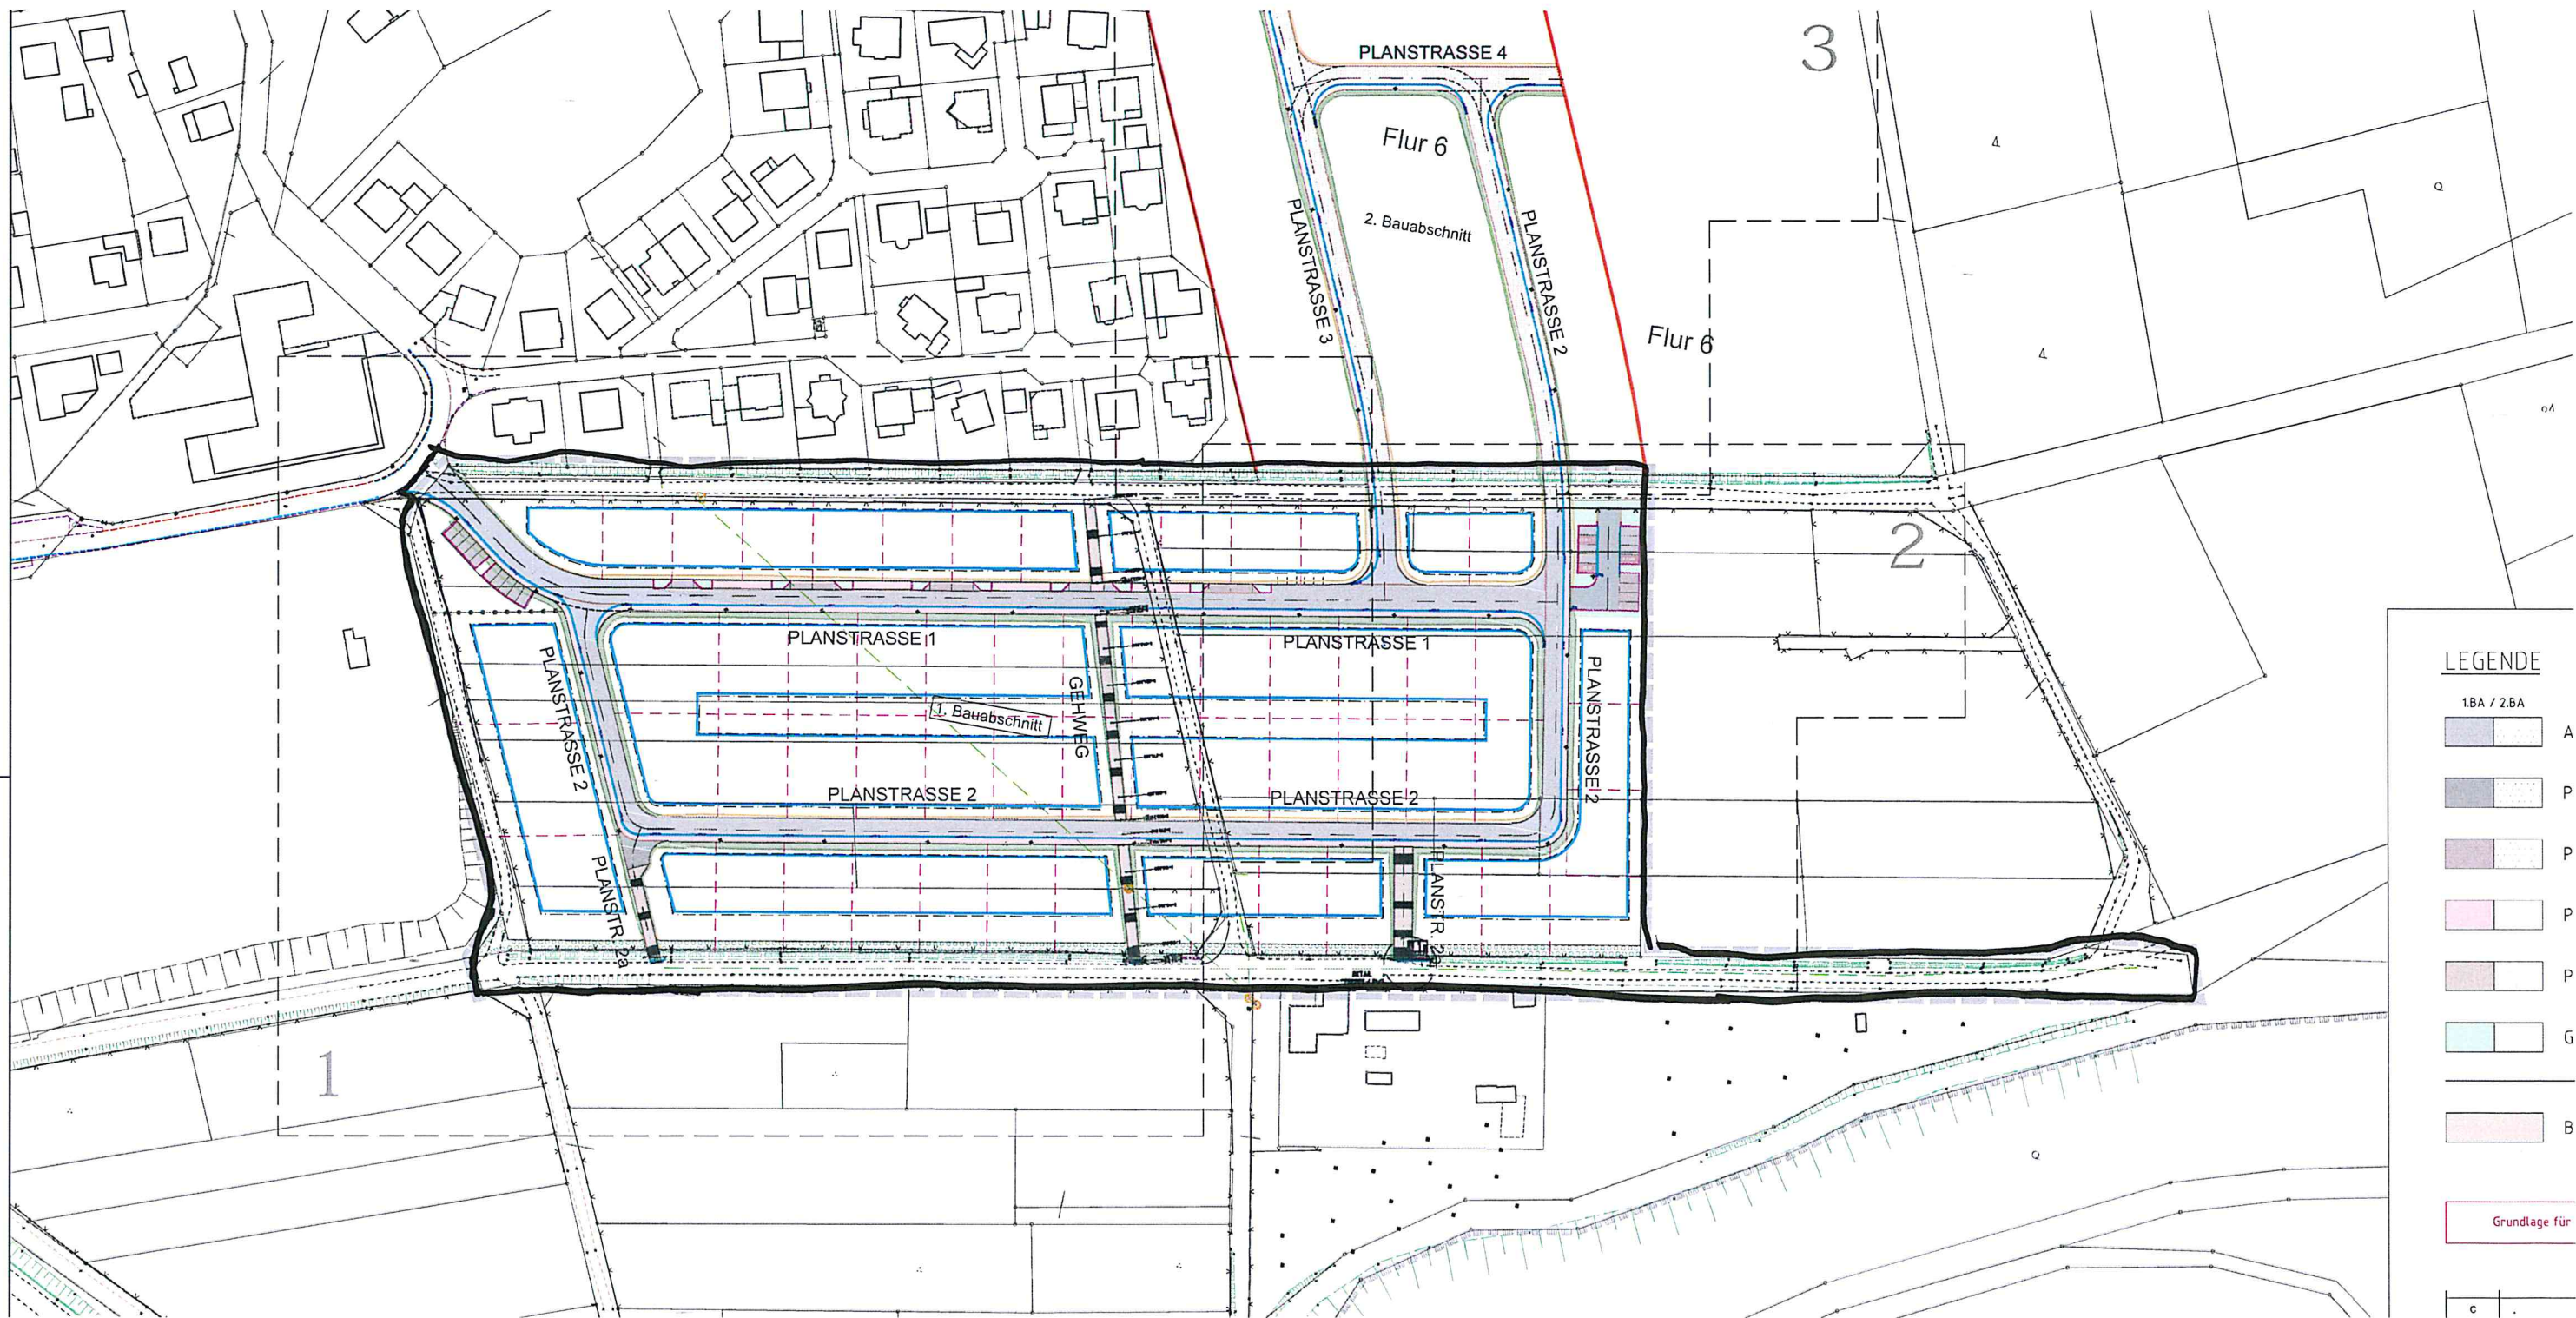 PLANSTRASSE 4
3
Flur 6
2. Bauabschnitt
PLANSTRASSE 3
PLANSTRASSE 2
Flur 6
2
PLANSTRASSE 1
PLANSTRASSE 1
PLANSTRASSE 2
GEHWEG
1. Bauabschnitt
PLANSTRASSE 2
PLANSTRASSE 2
PLANSTRASSE 2
PLANSTR. 2a
PLANSTR. 2
1
LEGENDE
1.BA / 2.BA
A
P
P
P
P
G
B
Grundlage für
c